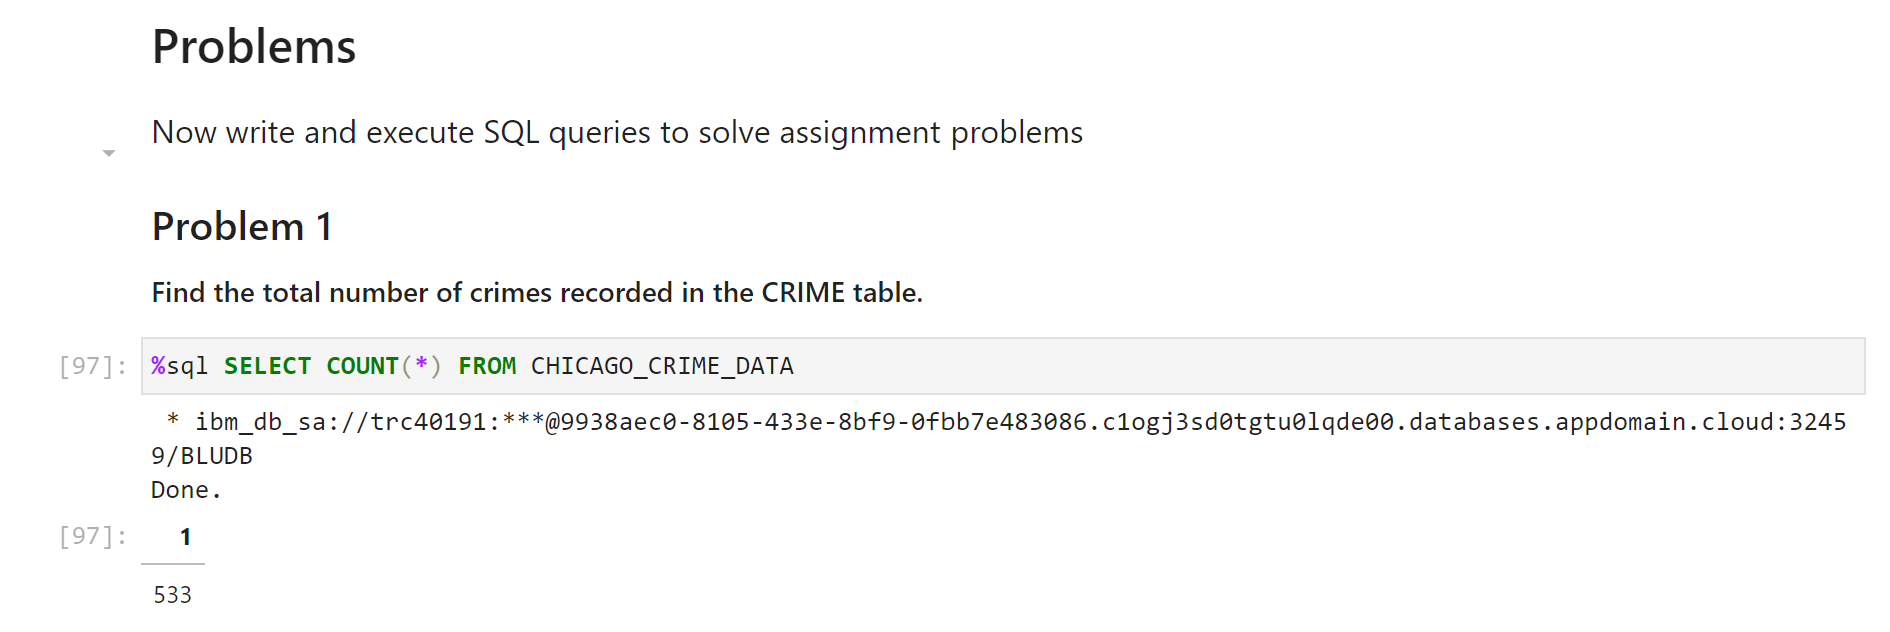 Problems
Now write and execute SQL queries to solve assignment problems
Problem 1
Find the total number of crimes recorded in the CRIME table.
[97]: %sql SELECT COUNT(*) FROM CHICAGO_CRIME_DATA
* ibm_db_sa://trc40191:***@9938aec0-8105-433e-8bf9-0fbb7e483086.c1ogj3sd0tgtu0lqde00.databases.appdomain.cloud:3245
9/BLUDB
Done.
[97]: 1
533